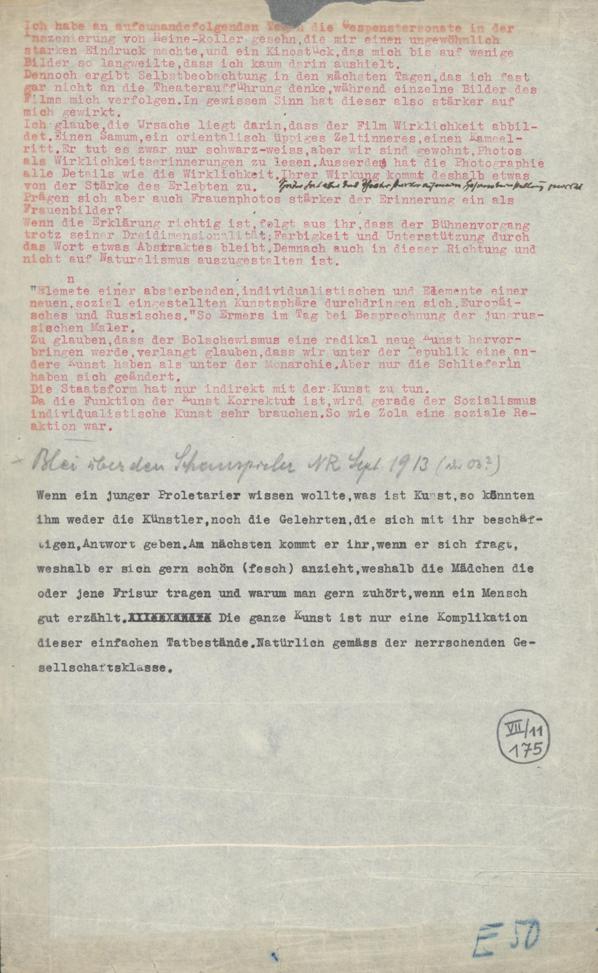 Ich habe an aufeunandefolgenden Tagen die Gespenstersonate in der
Inszenierung von Heine-Roller gesehn,die mir einen ungewöhnlich
starken Eindruck machte,und ein Kinostück,das mich bis auf wenige
Bilder so langweilte,dass ich kaum darin aushielt.
Dennoch ergibt Selbstbeobachtung in den nächsten Tagen,das ich fast
gar nicht an die Theateraufführung denke,während einzelne Bilder des
Films mich verfolgen.In gewissem Sinn hat dieser also stärker auf
mich gewirkt.
Ich glaube,die Ursache liegt darin,dass der Film Wirklichkeit abbil-
det.Einen Samum,ein orientalisch üppiges Zeltinneres,einen Kameel-
ritt.Er tut es zwar nur schwarz-weiss,aber wir sind gewohnt,Photos
als Wirklichkeitserinnerungen zu lesen.Ausserdem hat die Photographie
alle Details wie die Wirklichkeit.Ihrer Wirkung kommt deshalb etwas
von der Stärke des Erlebten zu.
Prägen sich aber auch Frauenphotos stärker der Erinnerung ein als
Frauenbilder?
Wenn die Erklärung richtig ist,folgt aus ihr,dass der Bühnenvorgang
trotz seiner Dreidimensionalität,Farbigkeit und Unterstützung durch
das Wort etwas Abstraktes bleibt.Demnach auch in dieser Richtung und
nicht auf Naturalismus auszugestalten ist.
n
"Elemete einer absterbenden,individualistischen und Elemente einer
neuen,soziel eingestellten Kunstsphäre durchdringen sich.Europäi-
sches und Russisches."So Ermers im Tag bei Besprechnung der jungrus-
sischen Maler.
Zu glauben,dass der Bolschewismus eine radikal neue Kunst hervor-
bringen werde,verlangt glauben,dass wir unter der Republik eine an-
dere Kunst haben als unter der Monarchie.Aber nur die Schlieferln
haben sich geändert.
Die Staatsform hat nur indirekt mit der Kunst zu tun.
Da die Funktion der Kunst Korrektur ist,wird gerade der Sozialismus
individualistische Kunst sehr brauchen.So wie Zola eine soziale Re-
aktion war.
Blei über den Schauspieler NR Sept 1913
Wenn ein junger Proletarier wissen wollte,was ist Kunst,so könnten
ihm weder die Künstler,noch die Gelehrten,die sich mit ihr beschäf-
tigen,Antwort geben.Am nächsten kommt er ihr,wenn er sich fragt,
weshalb er sich gern schön (fesch) anzieht,weshalb die Mädchen die
oder jene Frisur tragen und warum man gern zuhört,wenn ein Mensch
gut erzählt. Die ganze Kunst ist nur eine Komplikation
dieser einfachen Tatbestände.Natürlich gemäss der herrschenden Ge-
sellschaftsklasse.
VII/11
175
E 50